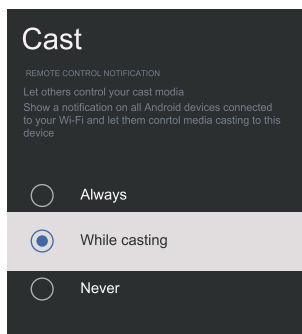 Cast
REMOTE CONTROL NOTIFICATION
Let others control your cast modia
Show a notification on all Android devices connected
to your Wi-Fi and let them conrtol media casting to this
device
Always
While casting
Never